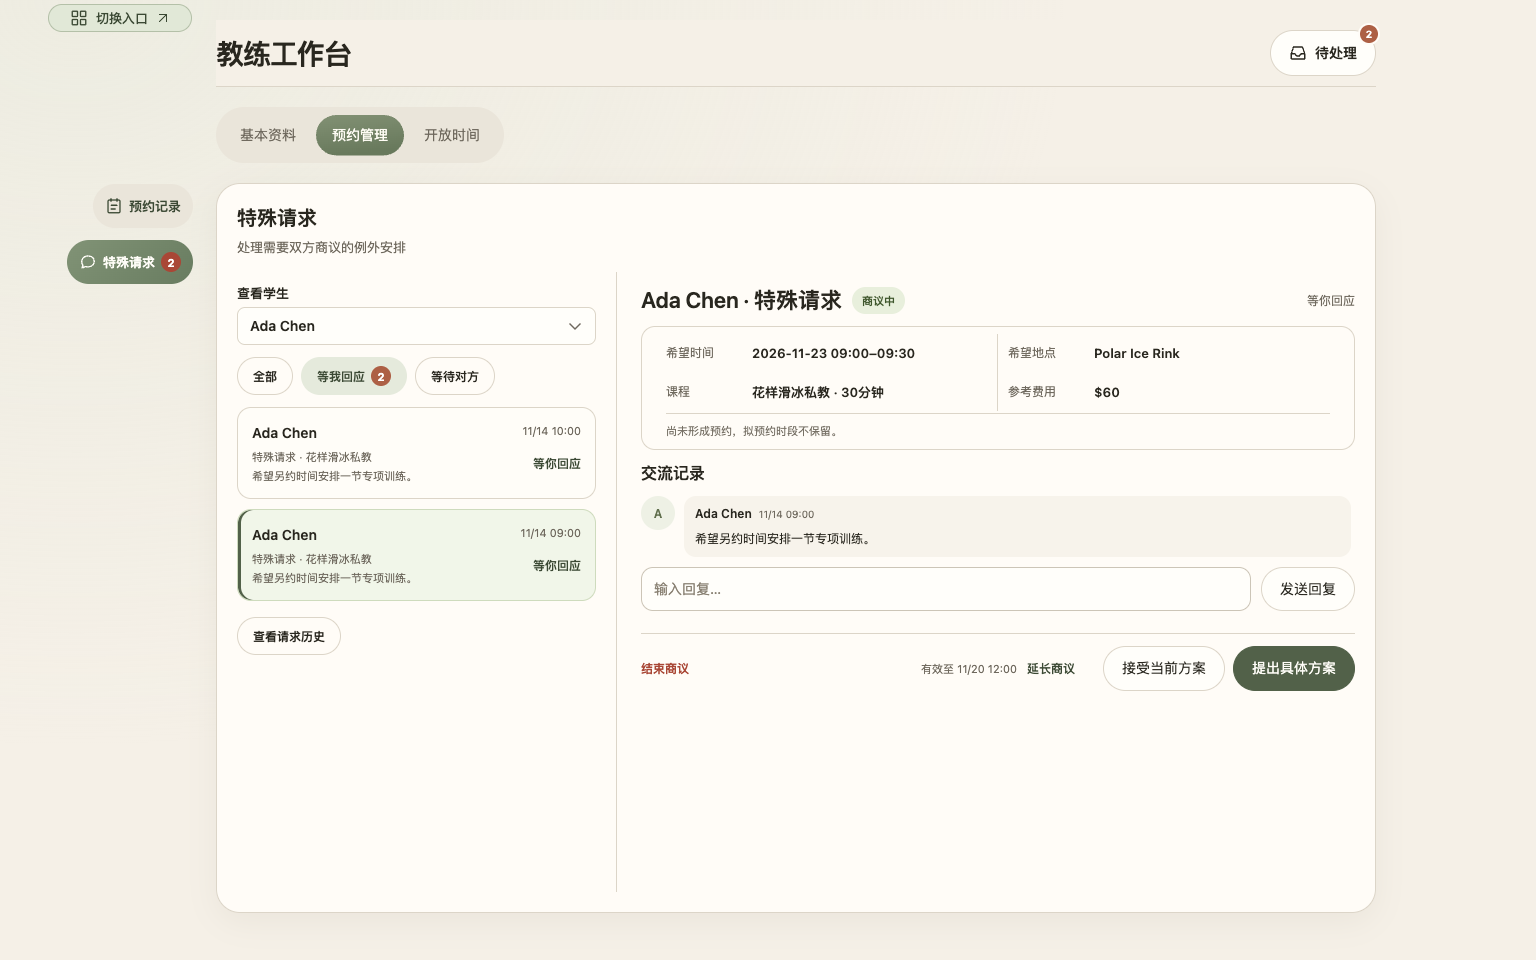 切换入口
教练工作台
待处理
2
基本资料
预约管理
开放时间
预约记录
特殊请求 2
特殊请求
处理需要双方商议的例外安排
查看学生
Ada Chen
全部
等我回应 2
等待对方
Ada Chen
11/14 10:00
特殊请求 · 花样滑冰私教
等你回应
希望另约时间安排一节专项训练。
Ada Chen
11/14 09:00
特殊请求 · 花样滑冰私教
等你回应
希望另约时间安排一节专项训练。
查看请求历史
Ada Chen · 特殊请求
商议中
等你回应
希望时间 2026-11-23 09:00–09:30
希望地点 Polar Ice Rink
课程 花样滑冰私教 · 30分钟
参考费用 $60
尚未形成预约，拟预约时段不保留。
交流记录
A
Ada Chen 11/14 09:00
希望另约时间安排一节专项训练。
输入回复...
发送回复
结束商议
有效至 11/20 12:00
延长商议
接受当前方案
提出具体方案